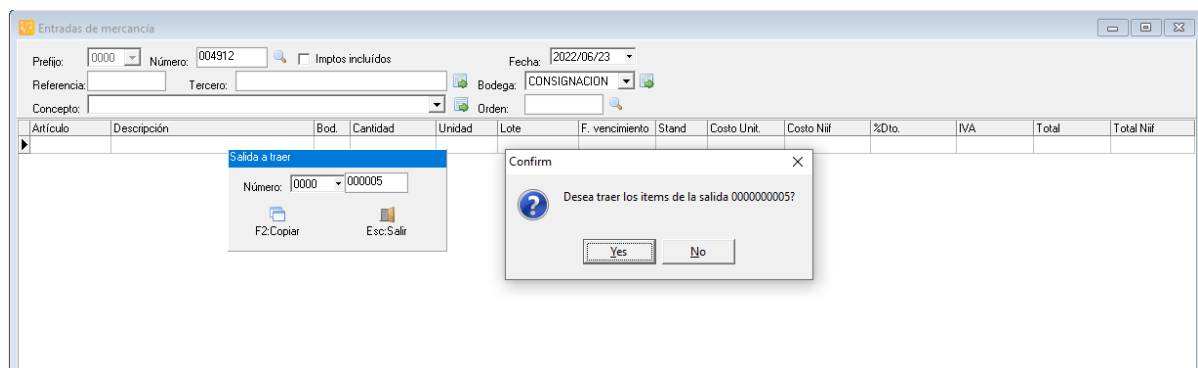 Entradas de mercancía
Prefijo: 0000 Número: 004912 Imptos incluídos Fecha: 2022/06/23
Referencia: Tercero: Bodega: CONSIGNACION
Concepto: Orden:
Artículo Descripción Bod. Cantidad Unidad Lote F. vencimiento Stand Costo Unit. Costo Niif %Dto. IVA Total Total Niif
Salida a traer
Número: 0000 000005
F2:Copiar Esc:Salir
Confirm
Desea traer los items de la salida 0000000005?
Yes No